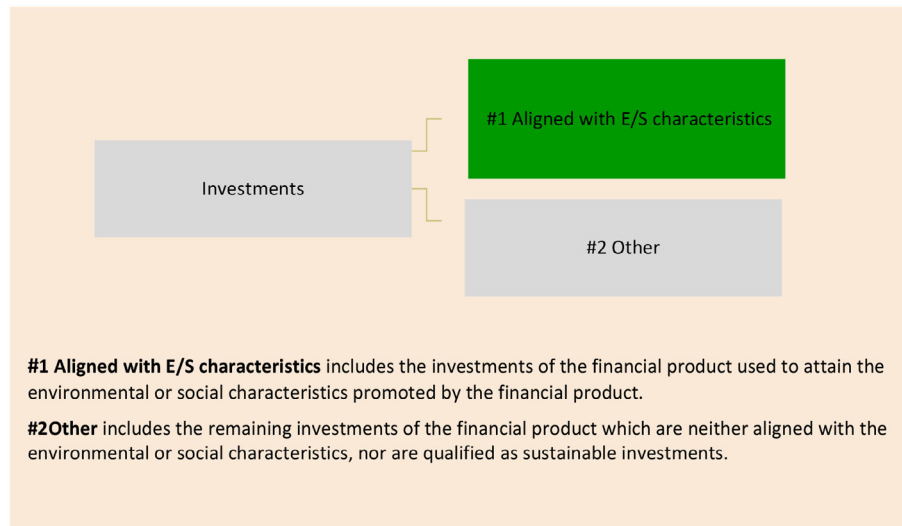 #1 Aligned with E/S characteristics
Investments
#2 Other
#1 Aligned with E/S characteristics includes the investments of the financial product used to attain the
environmental or social characteristics promoted by the financial product.
#2Other includes the remaining investments of the financial product which are neither aligned with the
environmental or social characteristics, nor are qualified as sustainable investments.